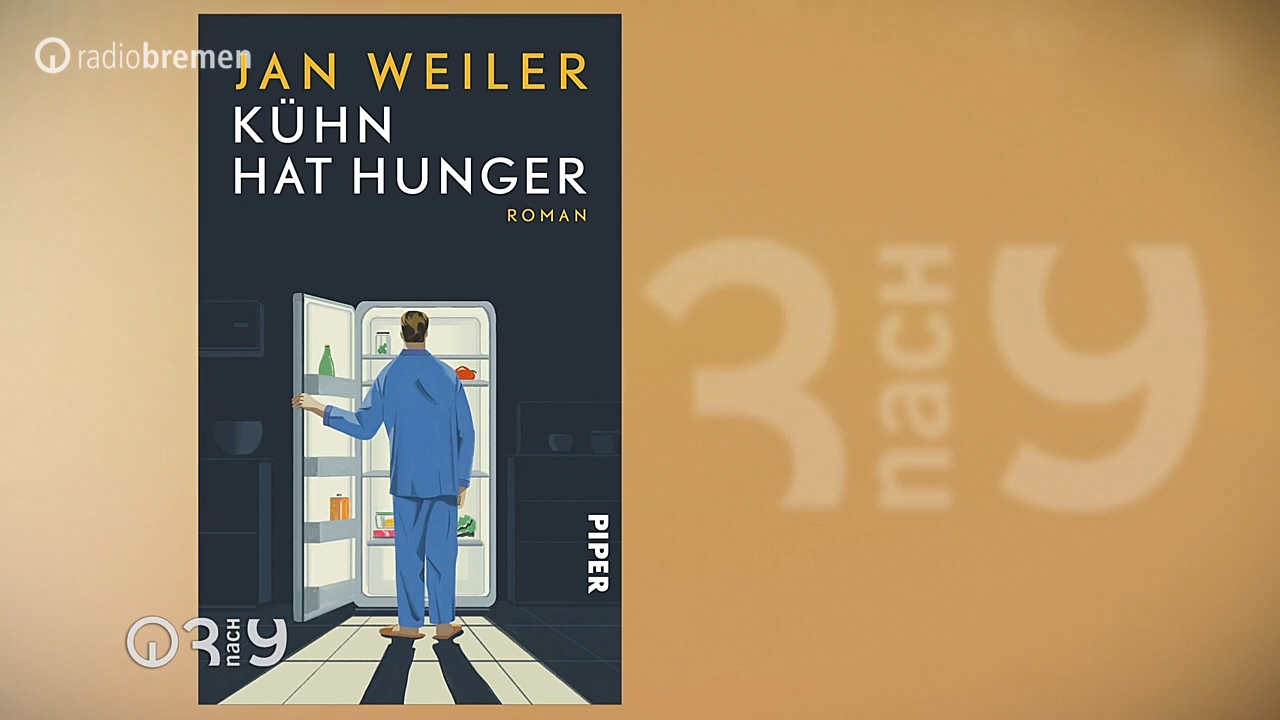 radiobremen
JAN WEILER
KÜHN
HAT HUNGER
ROMAN
3 nach 9
PIPER
3 nach 9